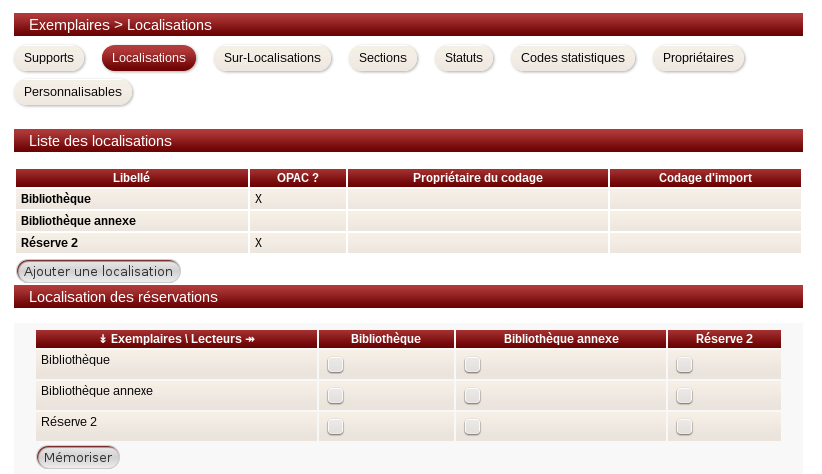 Exemplaires > Localisations
Supports Localisations Sur-Localisations Sections Statuts Codes statistiques Propriétaires
Personnalisables
Liste des localisations
Libellé OPAC ? Propriétaire du codage Codage d'import
Bibliothèque X
Bibliothèque annexe
Réserve 2 X
Ajouter une localisation
Localisation des réservations
↡ Exemplaires \ Lecteurs ↠ Bibliothèque Bibliothèque annexe Réserve 2
Bibliothèque
Bibliothèque annexe
Réserve 2
Mémoriser